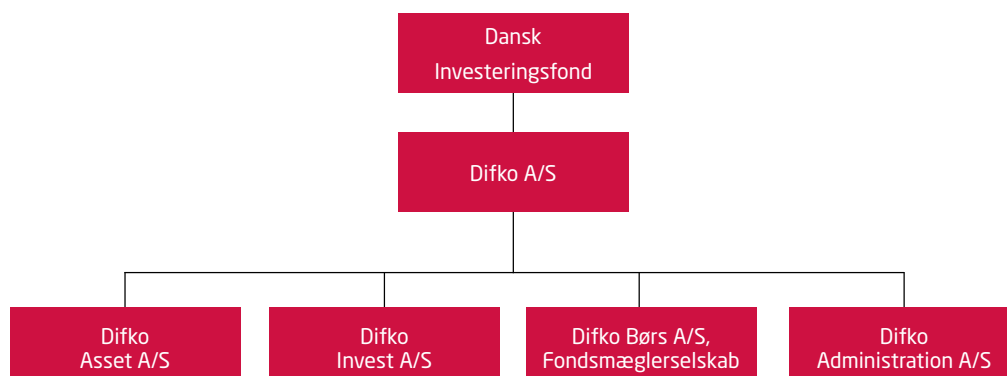 Dansk
Investeringsfond
Difko A/S
Difko
Asset A/S
Difko
Invest A/S
Difko Børs A/S,
Fondsmæglerselskab
Difko
Administration A/S